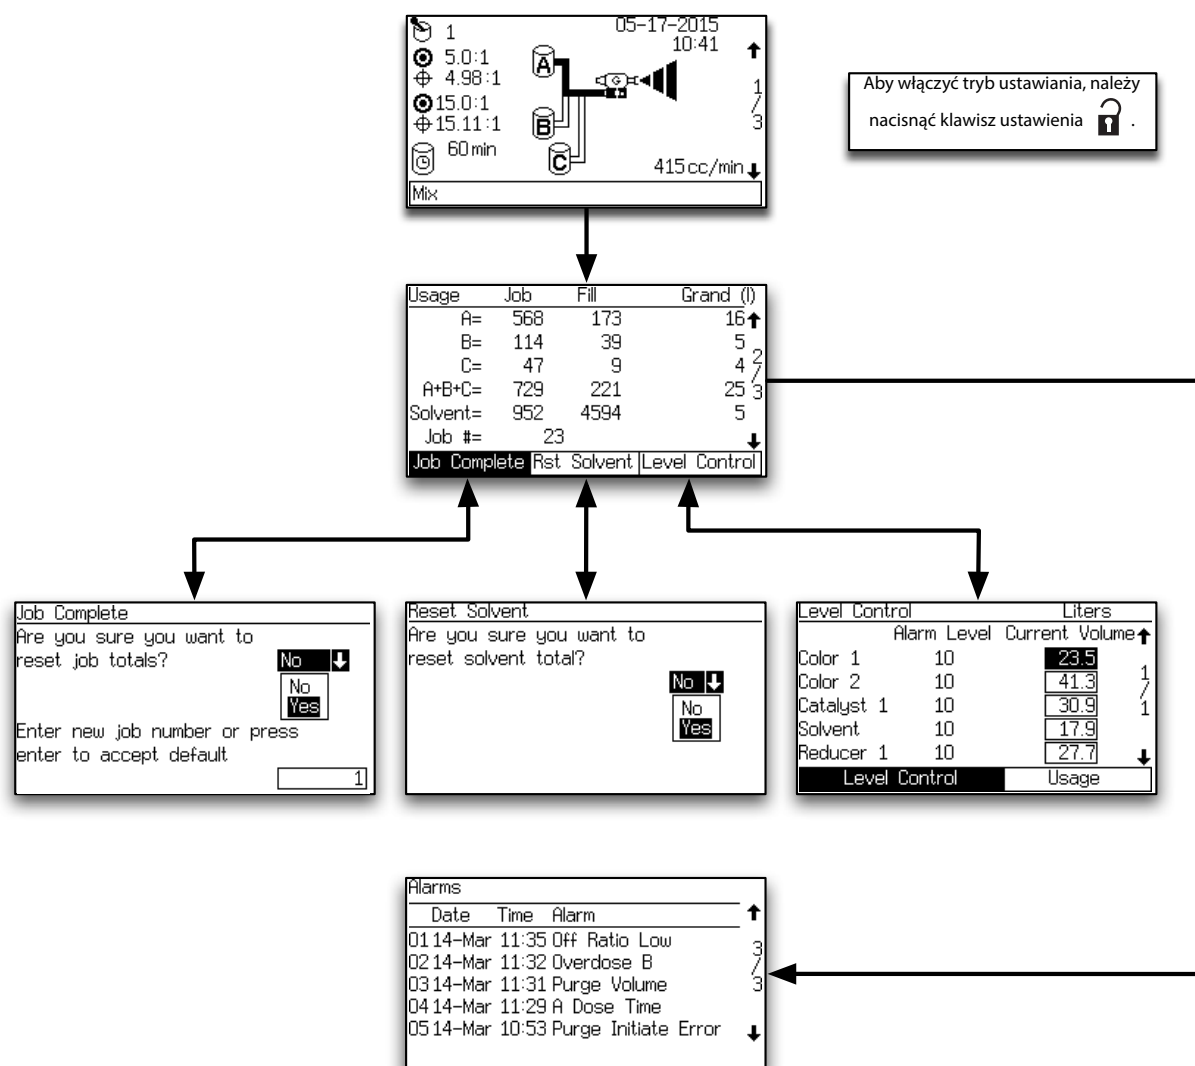 1
05-17-2015
10:41
5.0:1
4.98:1
15.0:1
15.11:1
60 min
A
B
C
G
1
/
3
415 cc/min
Mix
Aby włączyć tryb ustawiania, należy
nacisnąć klawisz ustawienia .
Usage Job Fill Grand (l)
A= 568 173 16
B= 114 39 5
C= 47 9 4
A+B+C= 729 221 25
Solvent= 952 4594 5
Job #= 23
2
/
3
Job Complete Rst Solvent Level Control
Job Complete
Are you sure you want to
reset job totals?
No
No
Yes
Enter new job number or press
enter to accept default
1
Reset Solvent
Are you sure you want to
reset solvent total?
No
No
Yes
Level Control Liters
Alarm Level Current Volume
Color 1 10 23.5
Color 2 10 41.3
Catalyst 1 10 30.9
Solvent 10 17.9
Reducer 1 10 27.7
1
/
1
Level Control Usage
Alarms
Date Time Alarm
01 14-Mar 11:35 Off Ratio Low
02 14-Mar 11:32 Overdose B
03 14-Mar 11:31 Purge Volume
04 14-Mar 11:29 A Dose Time
05 14-Mar 10:53 Purge Initiate Error
3
/
3